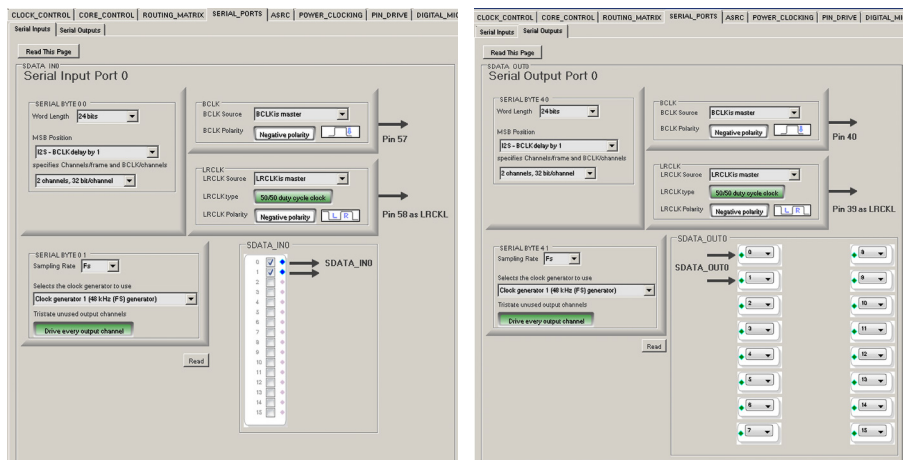 CLOCK_CONTROL CORE_CONTROL ROUTING_MATRIX SERIAL_PORTS ASRC POWER_CLOCKING PIN_DRIVE DIGITAL_MIC
Serial Inputs Serial Outputs
Read This Page
SDATA_IN0
Serial Input Port 0
SERIAL BYTE 0 0
Word Length 24 bits
MSB Position
I2S - BCLK delay by 1
specifies Channels/frame and BCLK/channels
2 channels, 32 bit/channel
BCLK
BCLK Source BCLK is master
BCLK Polarity Negative polarity
Pin 57
LRCLK
LRCLK Source LRCLK is master
LRCLK type 50/50 duty cycle clock
LRCLK Polarity Negative polarity L R
Pin 58 as LRCKL
SERIAL BYTE 0 1
Sampling Rate Fs
Selects the clock generator to use
Clock generator 1 (48 kHz (FS) generator)
Tristate unused output channels
Drive every output channel
Read
SDATA_IN0
0 SDATA_IN0
1
2
3
4
5
6
7
8
9
10
11
12
13
14
15
CLOCK_CONTROL CORE_CONTROL ROUTING_MATRIX SERIAL_PORTS ASRC POWER_CLOCKING PIN_DRIVE DIGITAL_MI
Serial Inputs Serial Outputs
Read This Page
SDATA_OUT0
Serial Output Port 0
SERIAL BYTE 4 0
Word Length 24 bits
MSB Position
I2S - BCLK delay by 1
specifies Channels/frame and BCLK/channels
2 channels, 32 bit/channel
BCLK
BCLK Source BCLK is master
BCLK Polarity Negative polarity
Pin 40
LRCLK
LRCLK Source LRCLK is master
LRCLK type 50/50 duty cycle clock
LRCLK Polarity Negative polarity L R
Pin 39 as LRCKL
SERIAL BYTE 4 1
Sampling Rate Fs
Selects the clock generator to use
Clock generator 1 (48 kHz (FS) generator)
Tristate unused output channels
Drive every output channel
Read
SDATA_OUT0
SDATA_OUT0
0 8
1 9
2 10
3 11
4 12
5 13
6 14
7 15